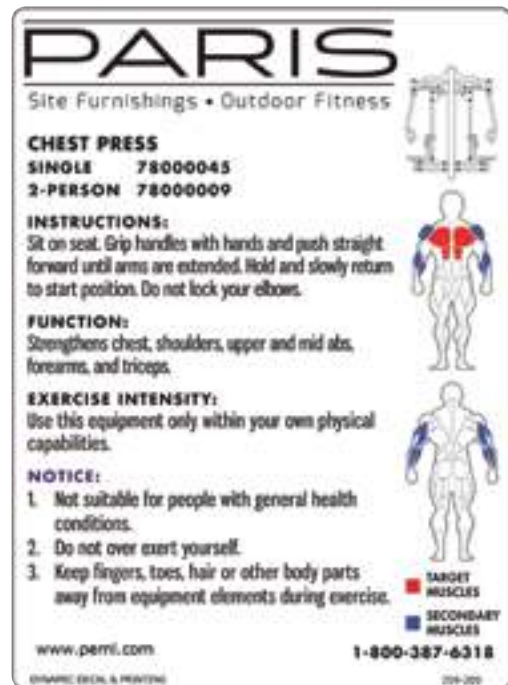 PARIS
Site Furnishings • Outdoor Fitness
CHEST PRESS
SINGLE 78000045
2-PERSON 78000009
INSTRUCTIONS:
Sit on seat. Grip handles with hands and push straight
forward until arms are extended. Hold and slowly return
to start position. Do not lock your elbows.
FUNCTION:
Strengthens chest, shoulders, upper and mid abs,
forearms, and triceps.
EXERCISE INTENSITY:
Use this equipment only within your own physical
capabilities.
NOTICE:
1. Not suitable for people with general health
conditions.
2. Do not over exert yourself.
3. Keep fingers, toes, hair or other body parts
away from equipment elements during exercise.
TARGET
MUSCLES
SECONDARY
MUSCLES
www.peml.com
1-800-387-6318
DYNAMIC DECAL & PRINTING